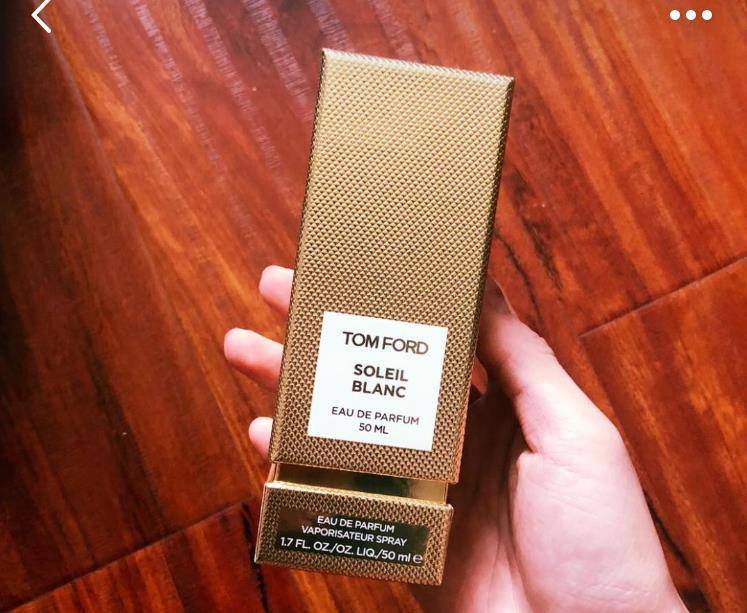 TOM FORD
SOLEIL
BLANC
EAU DE PARFUM
50 ML
EAU DE PARFUM
VAPORISATEUR SPRAY
1.7 FL. OZ./OZ. LIQ./50 ml ℮